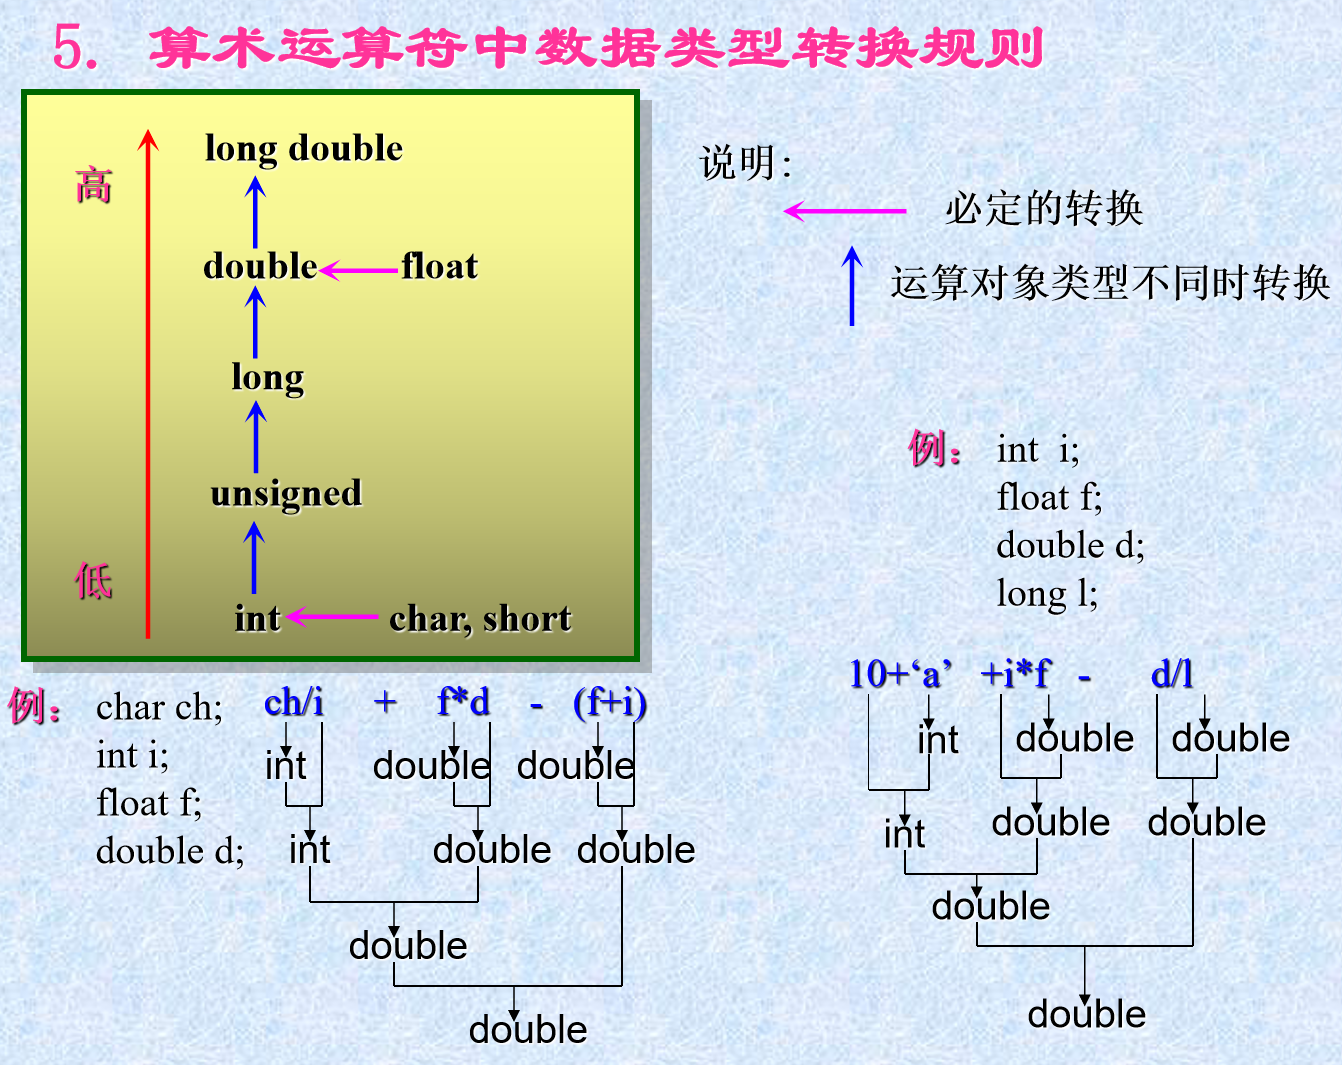 5. 算术运算符中数据类型转换规则
高
long double
double
float
long
unsigned
低
int
char, short
说明:
必定的转换
运算对象类型不同时转换
例：
int i;
float f;
double d;
long l;
10+‘a’ +i*f - d/l
int double double
int double double
double
double
例：
char ch;
int i;
float f;
double d;
ch/i + f*d - (f+i)
int double double
int double double
double
double